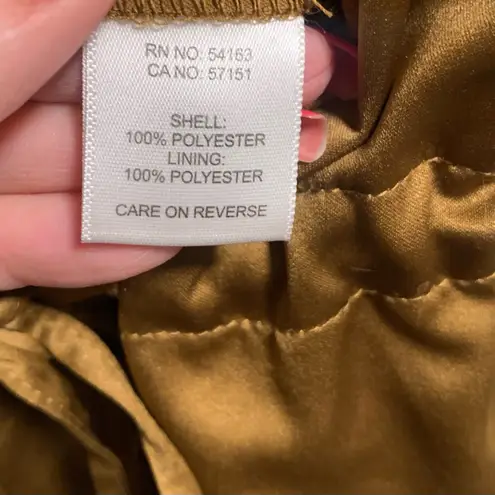 RN NO: 54163
CA NO: 57151
SHELL:
100% POLYESTER
LINING:
100% POLYESTER
CARE ON REVERSE